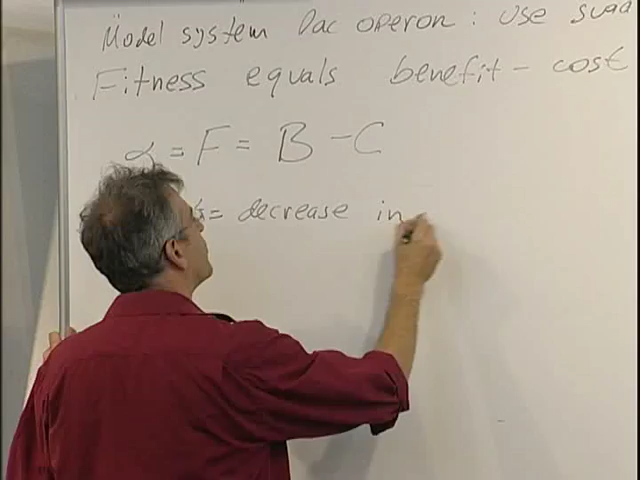 Model system Lac operon: use
Fitness equals benefit - cost
α = F = B - C
= decrease in